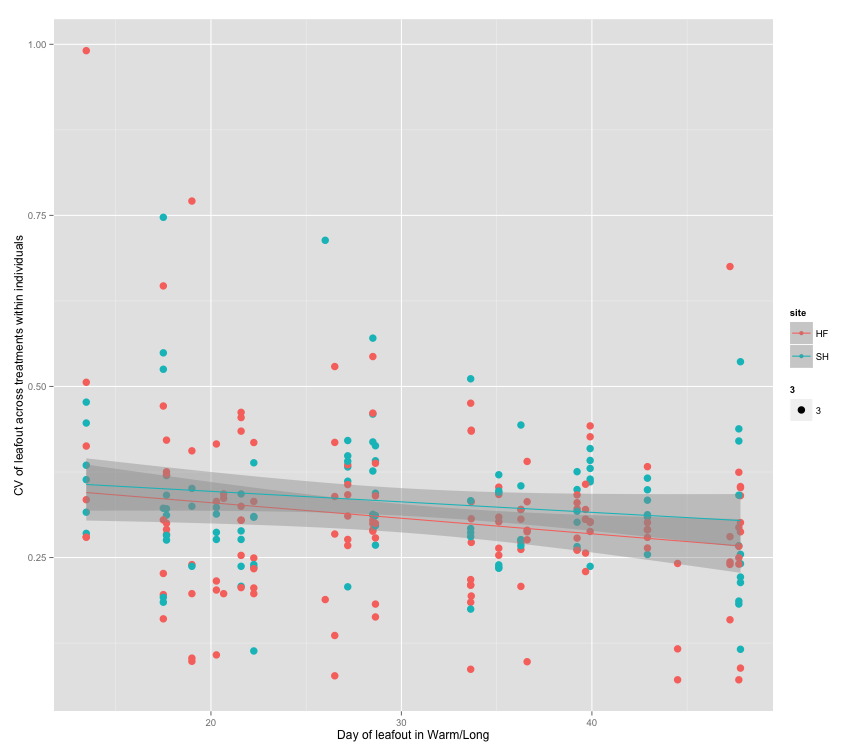 1.00
0.75
0.50
0.25
CV of leafout across treatments within individuals
20
30
40
Day of leafout in Warm/Long
site
HF
SH
3
3